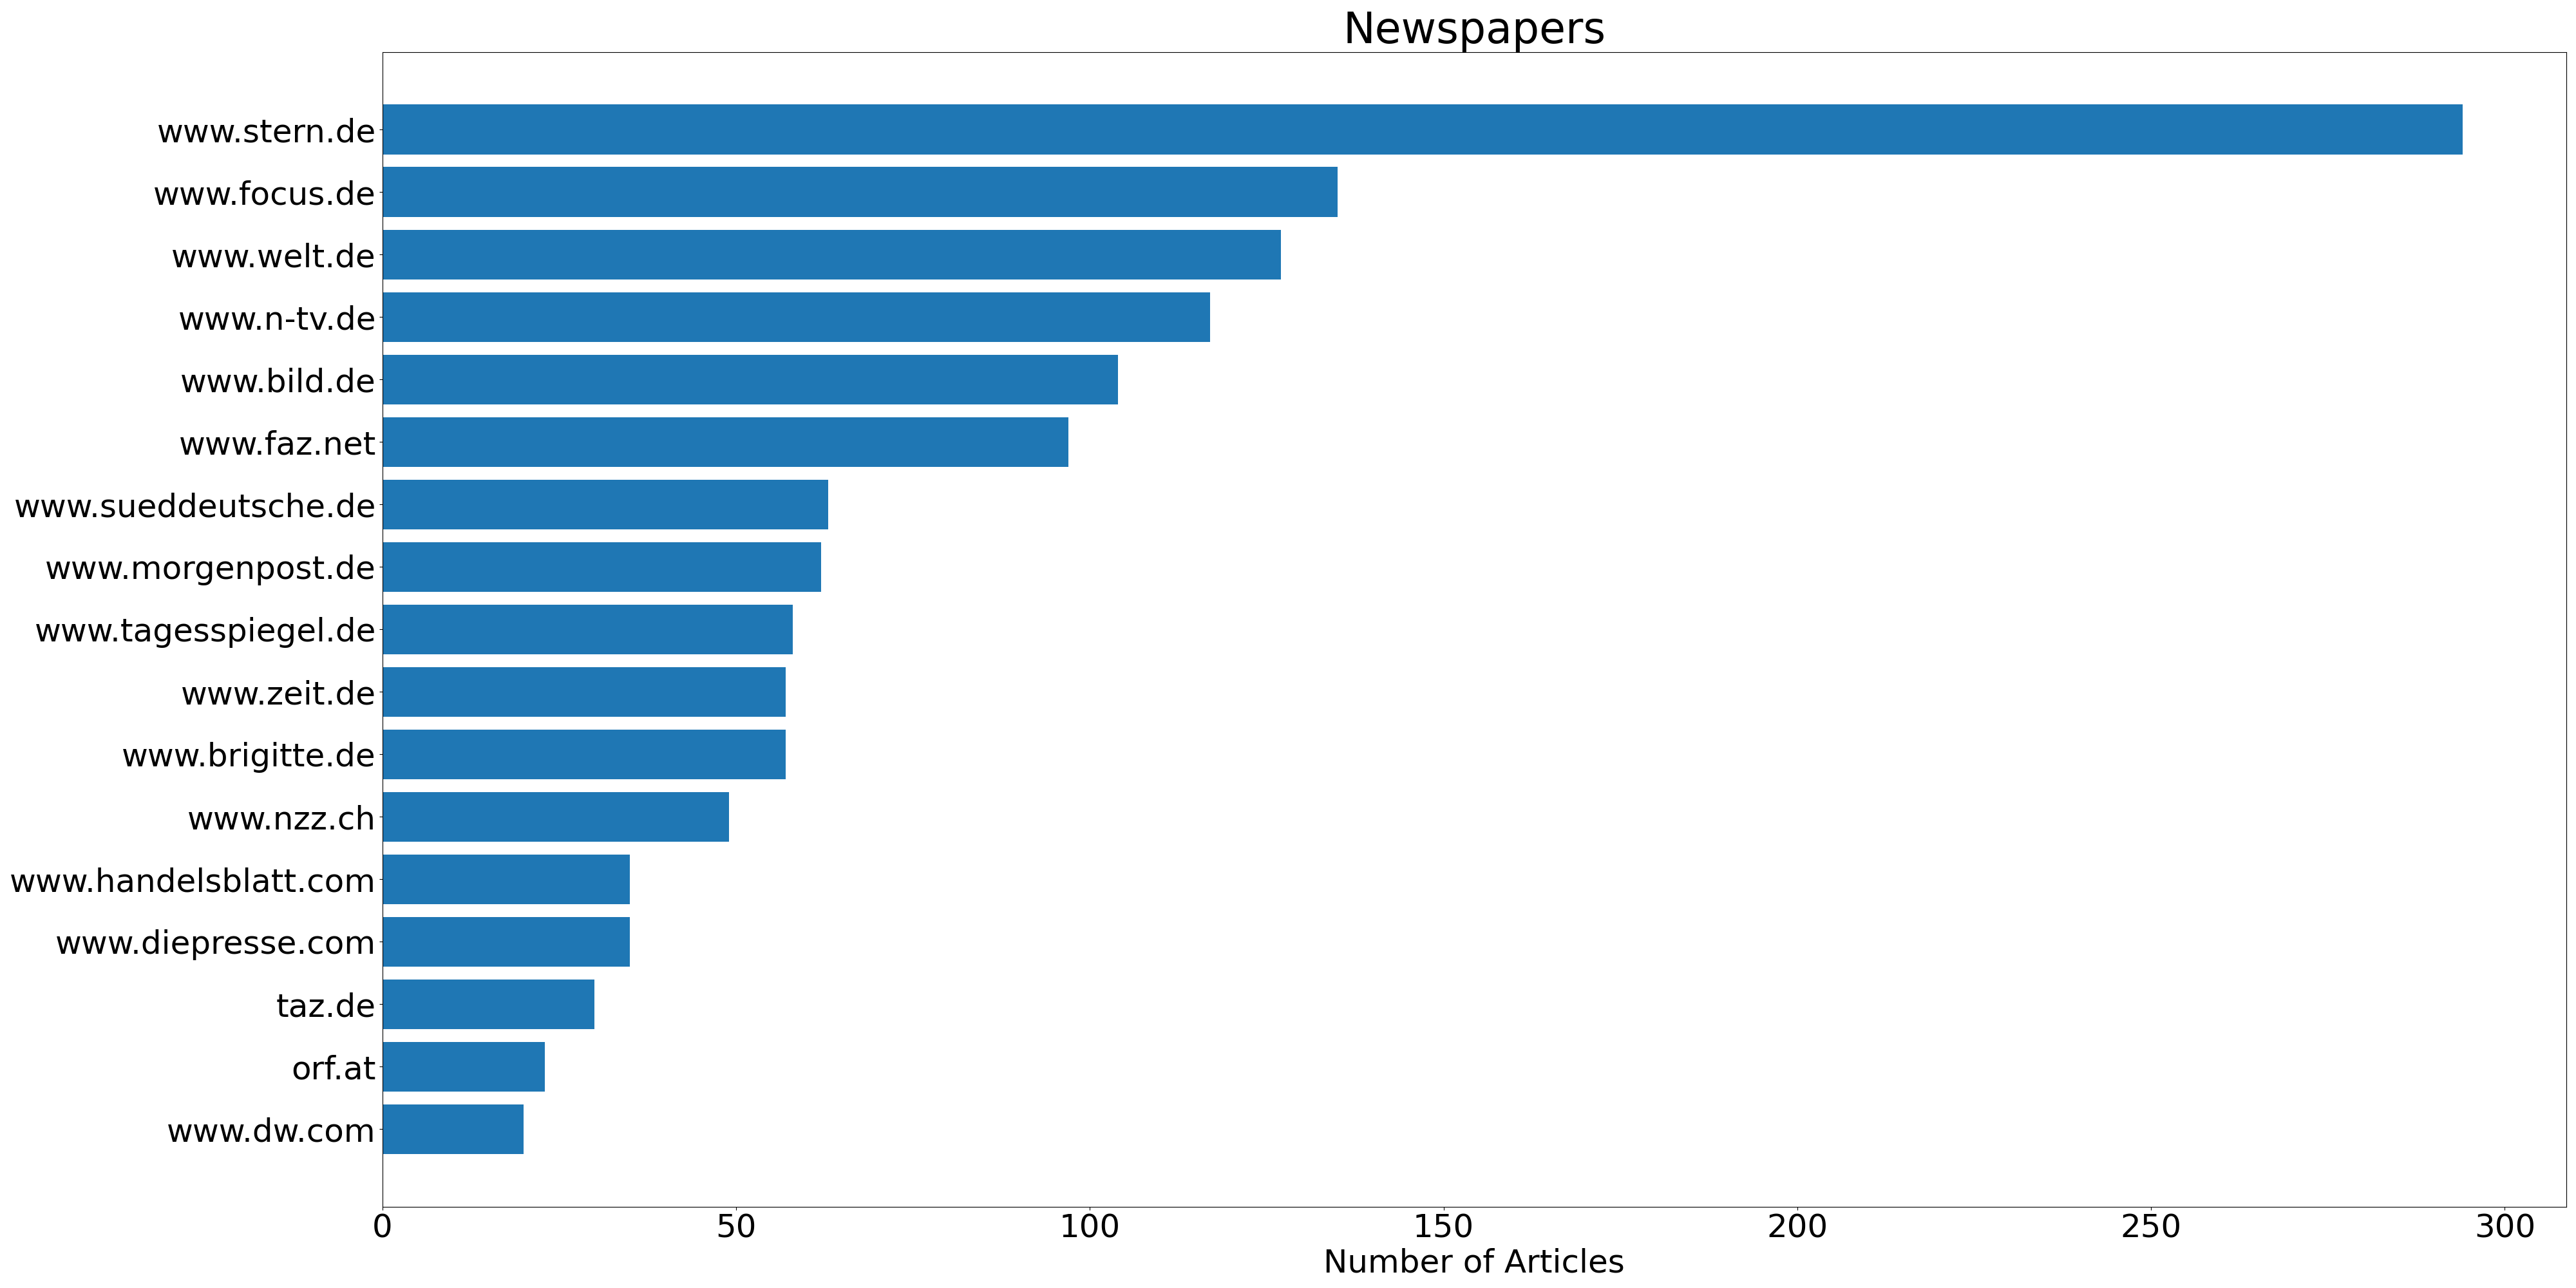 Newspapers
www.stern.de
www.focus.de
www.welt.de
www.n-tv.de
www.bild.de
www.faz.net
www.sueddeutsche.de
www.morgenpost.de
www.tagesspiegel.de
www.zeit.de
www.brigitte.de
www.nzz.ch
www.handelsblatt.com
www.diepresse.com
taz.de
orf.at
www.dw.com
0 50 100 150 200 250 300
Number of Articles